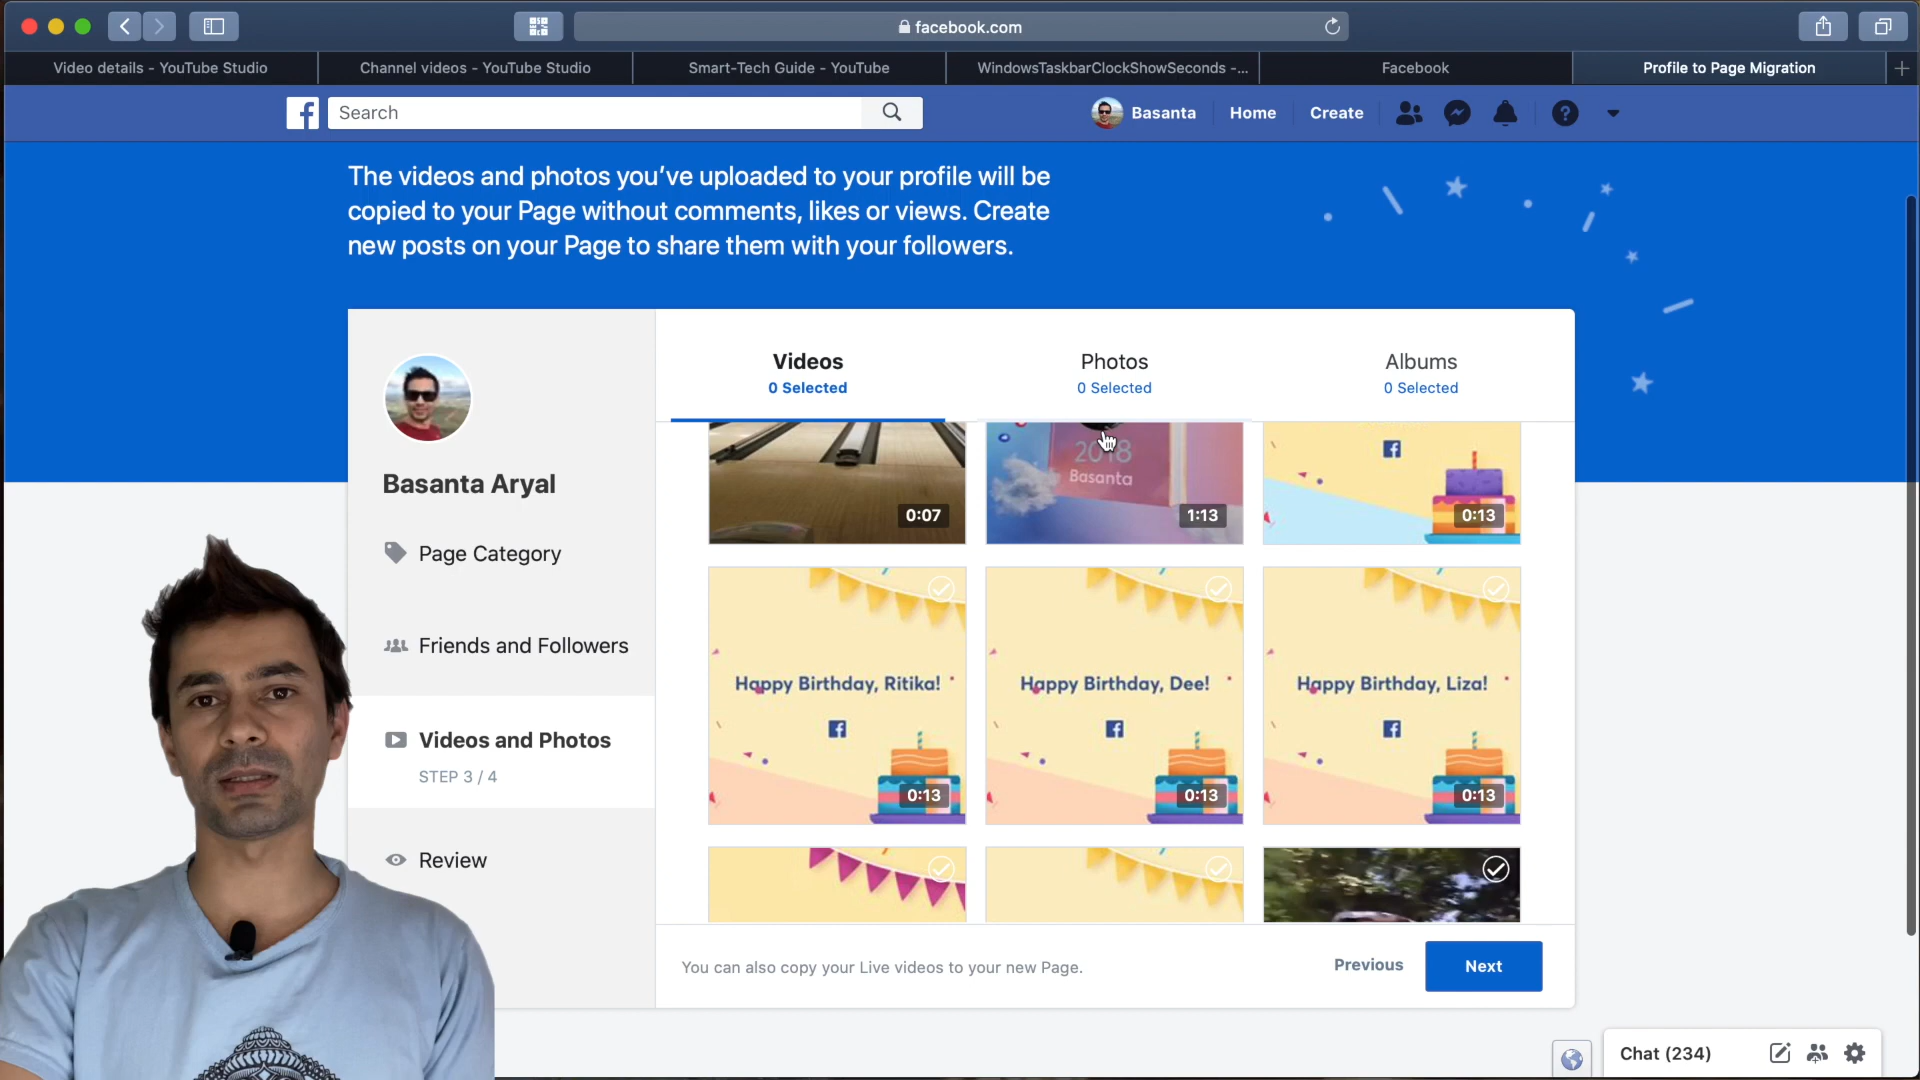 facebook.com
Video details - YouTube Studio
Channel videos - YouTube Studio
Smart-Tech Guide - YouTube
WindowsTaskbarClockShowSeconds -...
Facebook
Profile to Page Migration
Search
Basanta
Home
Create
The videos and photos you've uploaded to your profile will be
copied to your Page without comments, likes or views. Create
new posts on your Page to share them with your followers.
Basanta Aryal
Page Category
Friends and Followers
Videos and Photos
STEP 3 / 4
Review
Videos
0 Selected
Photos
0 Selected
Albums
0 Selected
0:07
2018
Basanta
1:13
0:13
Happy Birthday, Ritika!
0:13
Happy Birthday, Dee!
0:13
Happy Birthday, Liza!
0:13
You can also copy your Live videos to your new Page.
Previous
Next
Chat (234)